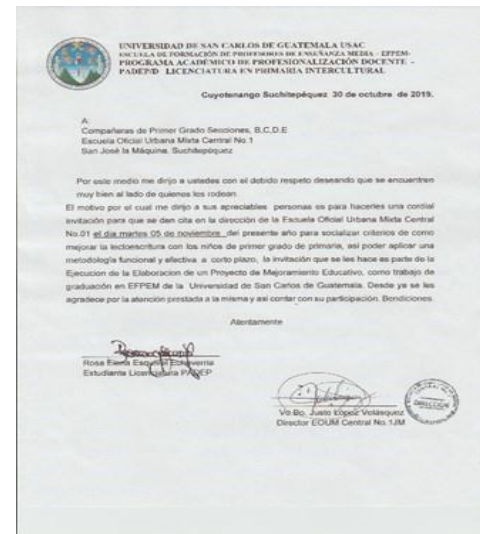 UNIVERSIDAD DE SAN CARLOS DE GUATEMALA USAC
ESCUELA DE FORMACIÓN DE PROFESORES DE ENSEÑANZA MEDIA - EFPEM-
PROGRAMA ACADÉMICO DE PROFESIONALIZACIÓN DOCENTE -
PADEP/D LICENCIATURA EN PRIMARIA INTERCULTURAL
Cuyotenango Suchitepéquez 30 de octubre de 2019.
A:
Compañeras de Primer Grado Secciones, B,C,D,E
Escuela Oficial Urbana Mixta Central No.1
San José la Máquina, Suchitepéquez
Por este medio me dirijo a ustedes con el debido respeto deseando que se encuentren
muy bien al lado de quienes los rodean.
El motivo por el cual me dirijo a sus apreciables personas es para hacerles una cordial
invitación para que se den cita en la dirección de la Escuela Oficial Urbana Mixta Central
No.01 el día martes 05 de noviembre del presente año para socializar criterios de como
mejorar la lectoescritura con los niños de primer grado de primaria, así poder aplicar una
metodología funcional y efectiva a corto plazo, la invitación que se les hace es parte de la
Ejecucion de la Elaboracion de un Proyecto de Mejoramiento Educativo, como trabajo de
graduación en EFPEM de la Universidad de San Carlos de Guatemala. Desde ya se les
agradece por la atención prestada a la misma y asi contar con su participación. Bendiciones.
Atentamente
Rosa Elena Esquivel Echeverría
Estudiante Licenciatura PADEP
Vo.Bo. Justo López Velásquez
Director EOUM Central No.1JM
DIRECCION